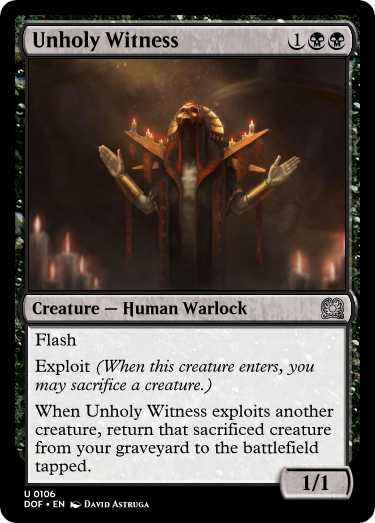 Unholy Witness 1
Creature — Human Warlock
Flash
Exploit (When this creature enters, you
may sacrifice a creature.)
When Unholy Witness exploits another
creature, return that sacrificed creature
from your graveyard to the battlefield
tapped.
1/1
U 0106
DOF • EN David Astruga